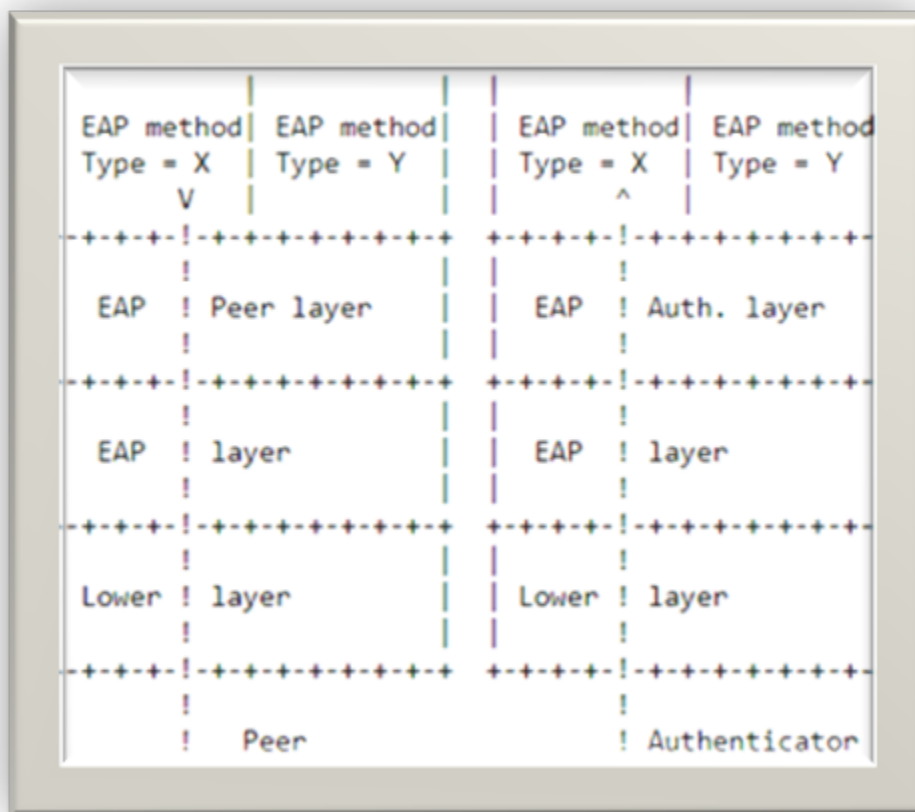 | | | |
EAP method| EAP method| | EAP method| EAP method
Type = X | Type = Y | | Type = X | Type = Y
V | | | ^ |
-+-+-+-!-+-+-+-+-+-+-+-+ +-+-+-+-!-+-+-+-+-+-+-+-
! | | !
EAP ! Peer layer | | EAP ! Auth. layer
! | | !
-+-+-+-!-+-+-+-+-+-+-+-+ +-+-+-+-!-+-+-+-+-+-+-+-
! | | !
EAP ! layer | | EAP ! layer
! | | !
-+-+-+-!-+-+-+-+-+-+-+-+ +-+-+-+-!-+-+-+-+-+-+-+-
! | | !
Lower ! layer | | Lower ! layer
! | | !
-+-+-+-!-+-+-+-+-+-+-+-+ +-+-+-+-!-+-+-+-+-+-+-+-
! !
! Peer ! Authenticator